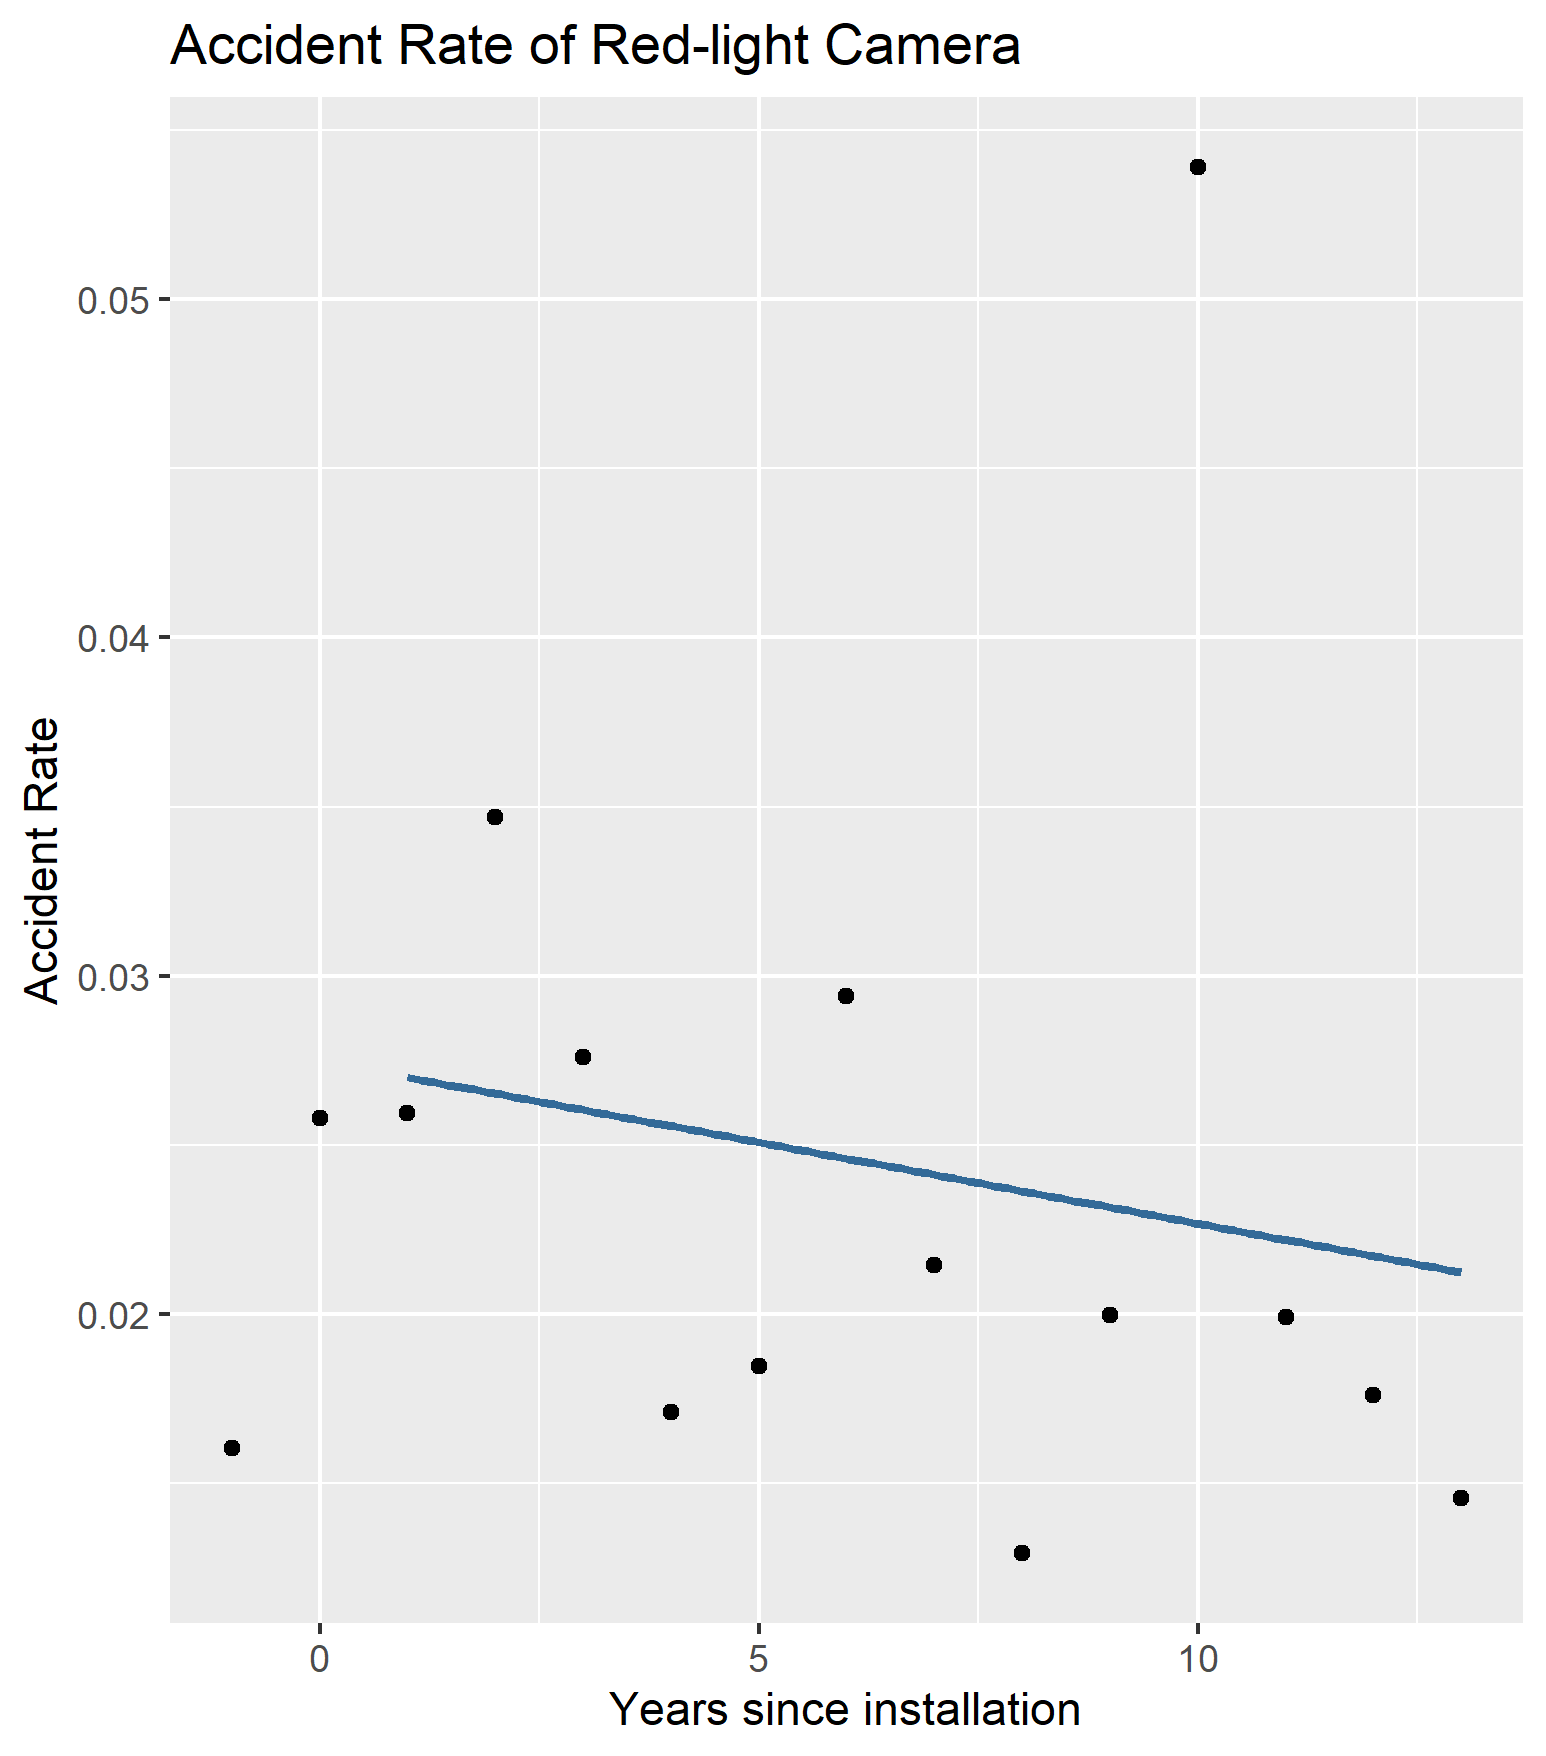 Accident Rate of Red-light Camera
Accident Rate
0.05
0.04
0.03
0.02
0 5 10
Years since installation